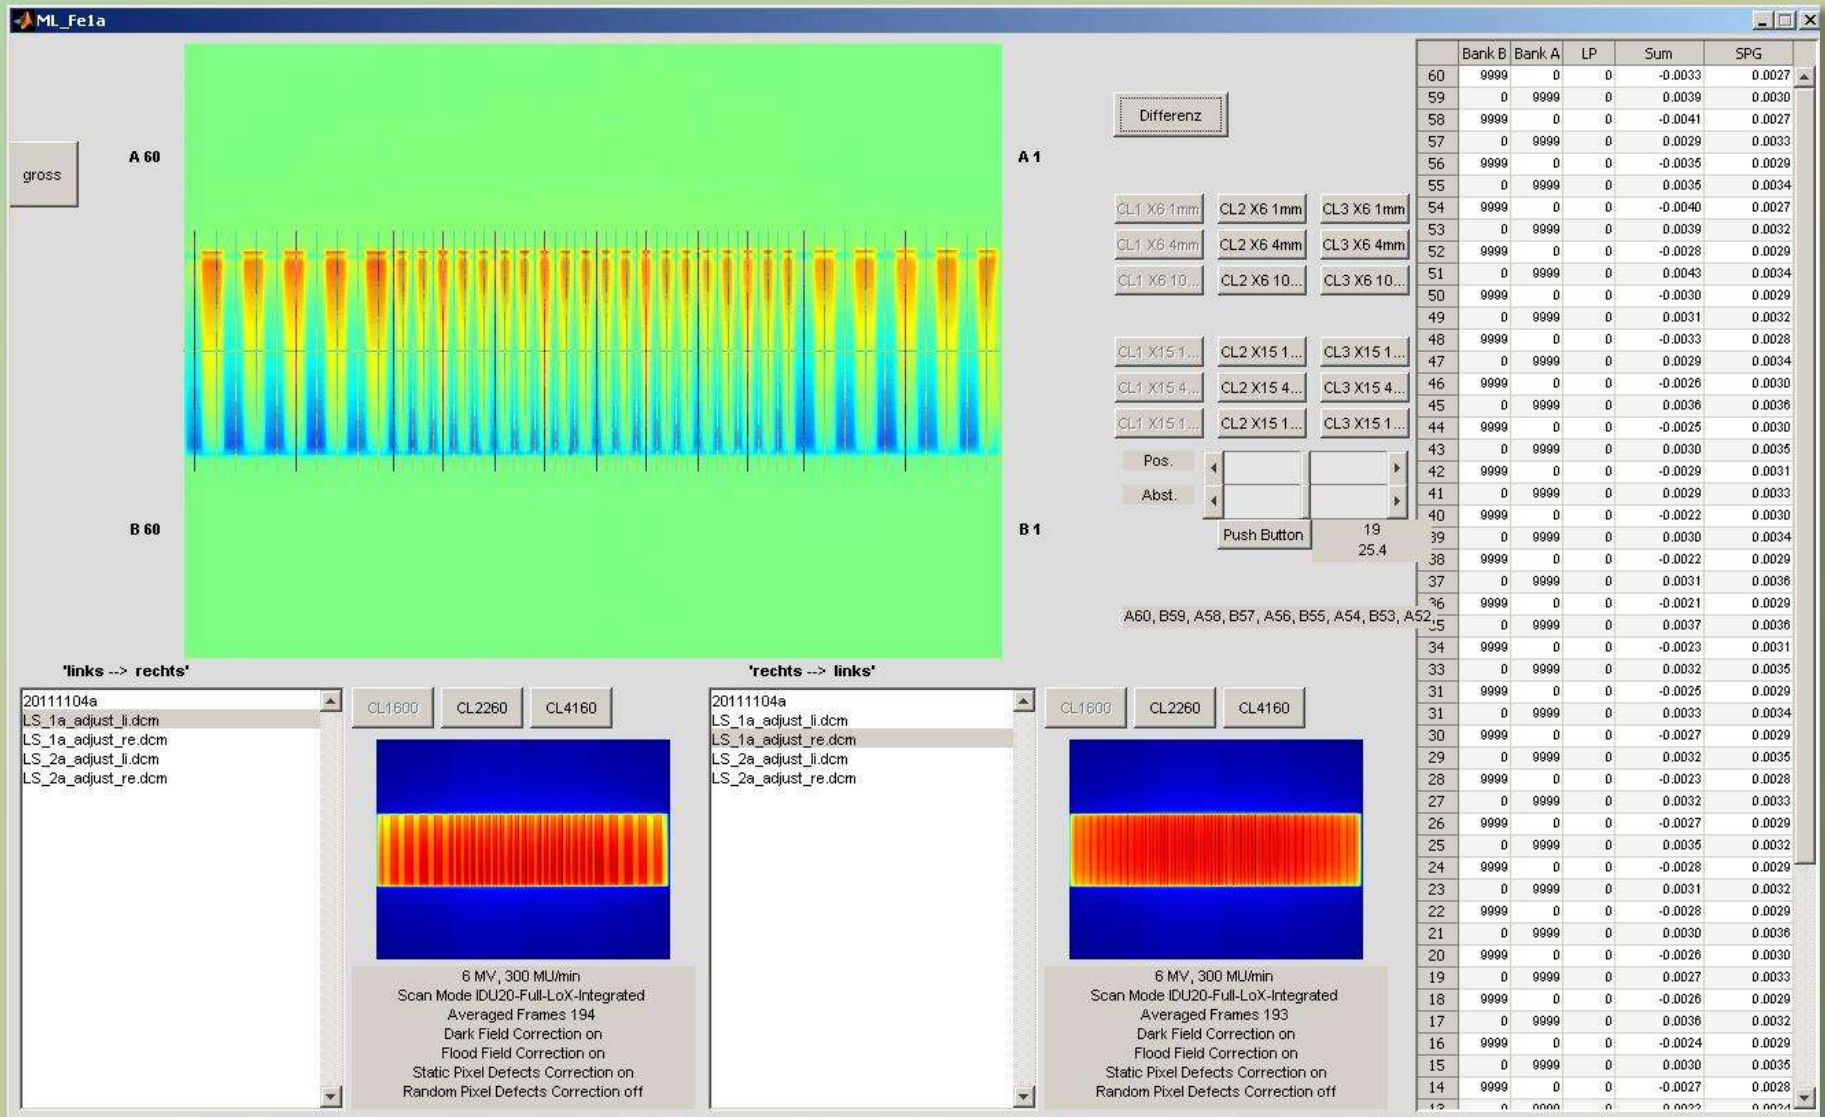 ML_Fe1a
gross
A 60
A 1
B 60
B 1
Differenz
CL1 X6 1mm CL2 X6 1mm CL3 X6 1mm
CL1 X6 4mm CL2 X6 4mm CL3 X6 4mm
CL1 X6 10... CL2 X6 10... CL3 X6 10...
CL1 X15 1... CL2 X15 1... CL3 X15 1...
CL1 X15 4... CL2 X15 4... CL3 X15 4...
CL1 X15 1... CL2 X15 1... CL3 X15 1...
Pos.
Abst.
Push Button
19
25.4
A60, B59, A58, B57, A56, B55, A54, B53, A52,
'links --> rechts'
20111104a
LS_1a_adjust_li.dcm
LS_1a_adjust_re.dcm
LS_2a_adjust_li.dcm
LS_2a_adjust_re.dcm
CL1600 CL2260 CL4160
6 MV, 300 MU/min
Scan Mode IDU20-Full-LoX-Integrated
Averaged Frames 194
Dark Field Correction on
Flood Field Correction on
Static Pixel Defects Correction on
Random Pixel Defects Correction off
'rechts --> links'
20111104a
LS_1a_adjust_li.dcm
LS_1a_adjust_re.dcm
LS_2a_adjust_li.dcm
LS_2a_adjust_re.dcm
CL1600 CL2260 CL4160
6 MV, 300 MU/min
Scan Mode IDU20-Full-LoX-Integrated
Averaged Frames 193
Dark Field Correction on
Flood Field Correction on
Static Pixel Defects Correction on
Random Pixel Defects Correction off
Bank B Bank A LP Sum SPG
60 9999 0 0 -0.0033 0.0027
59 0 9999 0 0.0039 0.0030
58 9999 0 0 -0.0041 0.0027
57 0 9999 0 0.0029 0.0033
56 9999 0 0 -0.0035 0.0029
55 0 9999 0 0.0035 0.0034
54 9999 0 0 -0.0040 0.0027
53 0 9999 0 0.0039 0.0032
52 9999 0 0 -0.0028 0.0029
51 0 9999 0 0.0043 0.0034
50 9999 0 0 -0.0030 0.0029
49 0 9999 0 0.0031 0.0032
48 9999 0 0 -0.0033 0.0028
47 0 9999 0 0.0029 0.0034
46 9999 0 0 -0.0026 0.0030
45 0 9999 0 0.0036 0.0036
44 9999 0 0 -0.0025 0.0030
43 0 9999 0 0.0030 0.0035
42 9999 0 0 -0.0029 0.0031
41 0 9999 0 0.0029 0.0033
40 9999 0 0 -0.0022 0.0030
39 0 9999 0 0.0030 0.0034
38 9999 0 0 -0.0022 0.0029
37 0 9999 0 0.0031 0.0036
36 9999 0 0 -0.0021 0.0029
35 0 9999 0 0.0037 0.0036
34 9999 0 0 -0.0023 0.0031
33 0 9999 0 0.0032 0.0035
31 9999 0 0 -0.0025 0.0029
31 0 9999 0 0.0033 0.0034
30 9999 0 0 -0.0027 0.0029
29 0 9999 0 0.0032 0.0035
28 9999 0 0 -0.0023 0.0028
27 0 9999 0 0.0032 0.0033
26 9999 0 0 -0.0027 0.0029
25 0 9999 0 0.0035 0.0032
24 9999 0 0 -0.0028 0.0029
23 0 9999 0 0.0031 0.0032
22 9999 0 0 -0.0028 0.0029
21 0 9999 0 0.0030 0.0036
20 9999 0 0 -0.0026 0.0030
19 0 9999 0 0.0027 0.0033
18 9999 0 0 -0.0026 0.0029
17 0 9999 0 0.0036 0.0032
16 9999 0 0 -0.0024 0.0029
15 0 9999 0 0.0030 0.0035
14 9999 0 0 -0.0027 0.0028